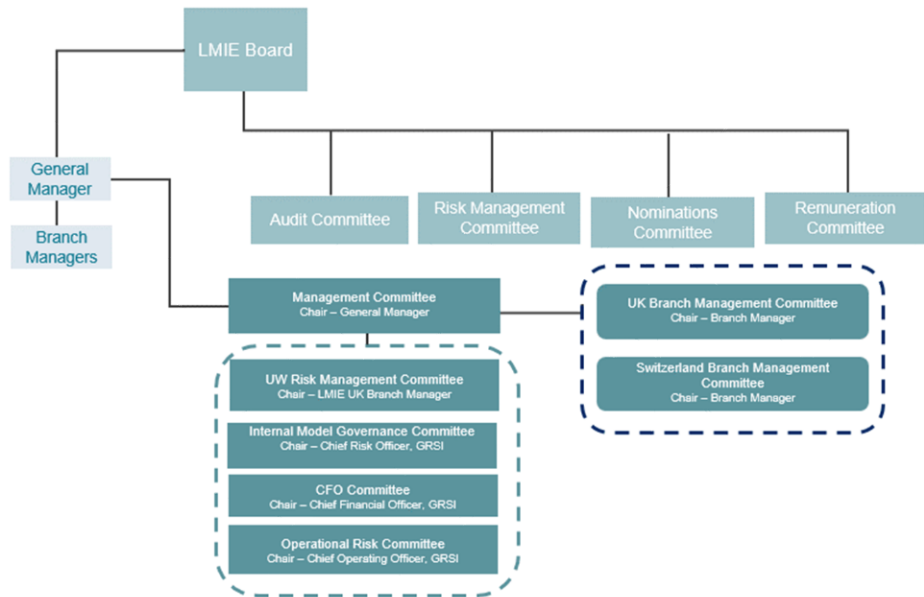 LMIE Board
General
Manager
Branch
Managers
Audit Committee
Risk Management
Committee
Nominations
Committee
Remuneration
Committee
Management Committee
Chair – General Manager
UK Branch Management Committee
Chair – Branch Manager
Switzerland Branch Management
Committee
Chair – Branch Manager
UW Risk Management Committee
Chair – LMIE UK Branch Manager
Internal Model Governance Committee
Chair – Chief Risk Officer, GRSI
CFO Committee
Chair – Chief Financial Officer, GRSI
Operational Risk Committee
Chair – Chief Operating Officer, GRSI